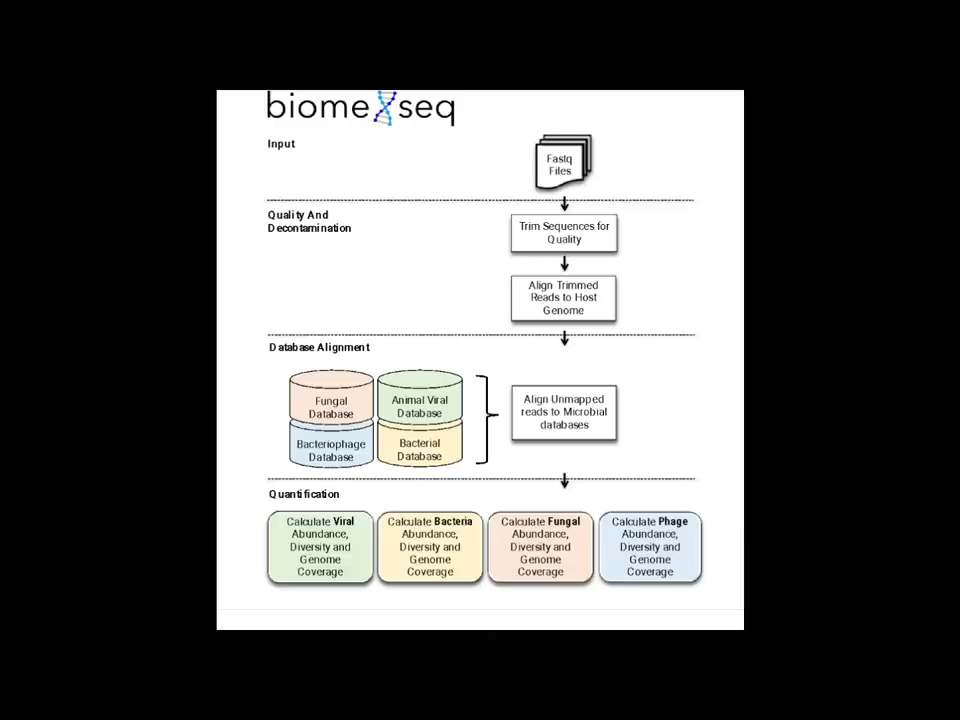 biome seq
Input
Fastq
Files
Quality And
Decontamination
Trim Sequences for
Quality
Align Trimmed
Reads to Host
Genome
Database Alignment
Fungal
Database
Animal Viral
Database
Bacteriophage
Database
Bacterial
Database
Align Unmapped
reads to Microbial
databases
Quantification
Calculate Viral
Abundance,
Diversity and
Genome
Coverage
Calculate Bacteria
Abundance,
Diversity and
Genome
Coverage
Calculate Fungal
Abundance,
Diversity and
Genome
Coverage
Calculate Phage
Abundance,
Diversity and
Genome
Coverage